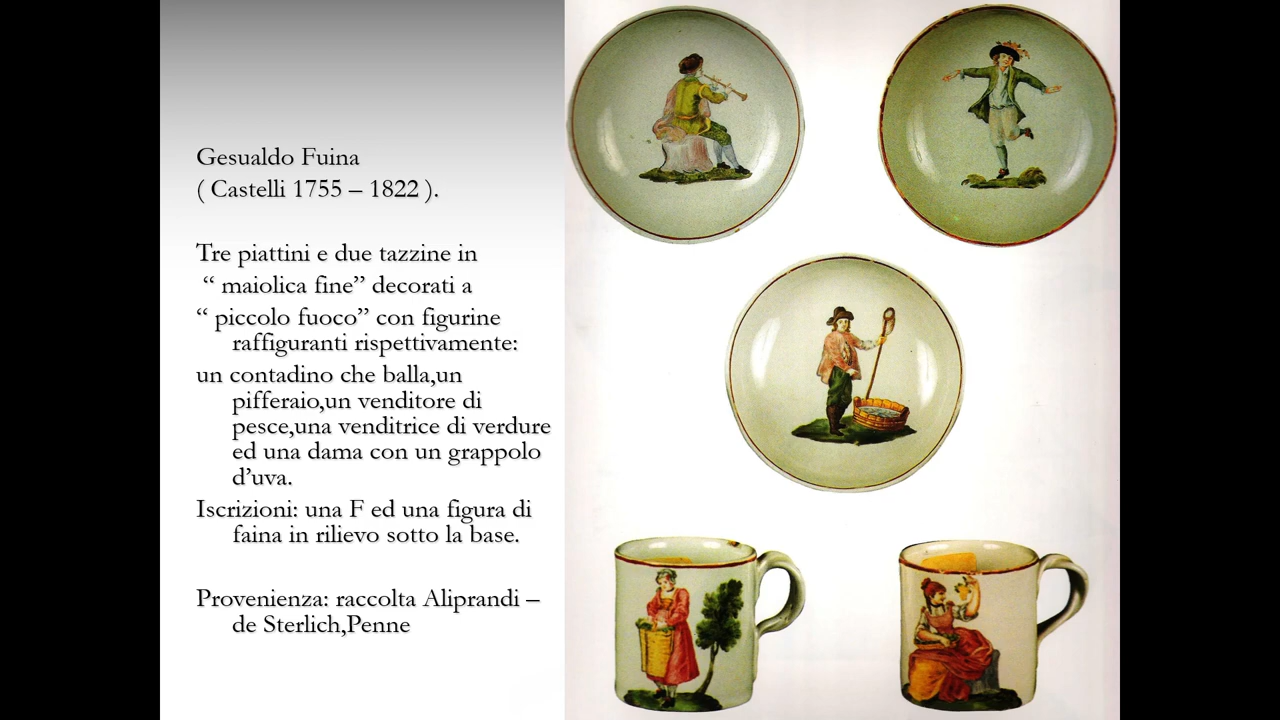 Gesualdo Fuina
( Castelli 1755 – 1822 ).
Tre piattini e due tazzine in
“ maiolica fine” decorati a
“ piccolo fuoco” con figurine
raffiguranti rispettivamente:
un contadino che balla,un
pifferaio,un venditore di
pesce,una venditrice di verdure
ed una dama con un grappolo
d’uva.
Iscrizioni: una F ed una figura di
faina in rilievo sotto la base.
Provenienza: raccolta Aliprandi –
de Sterlich,Penne